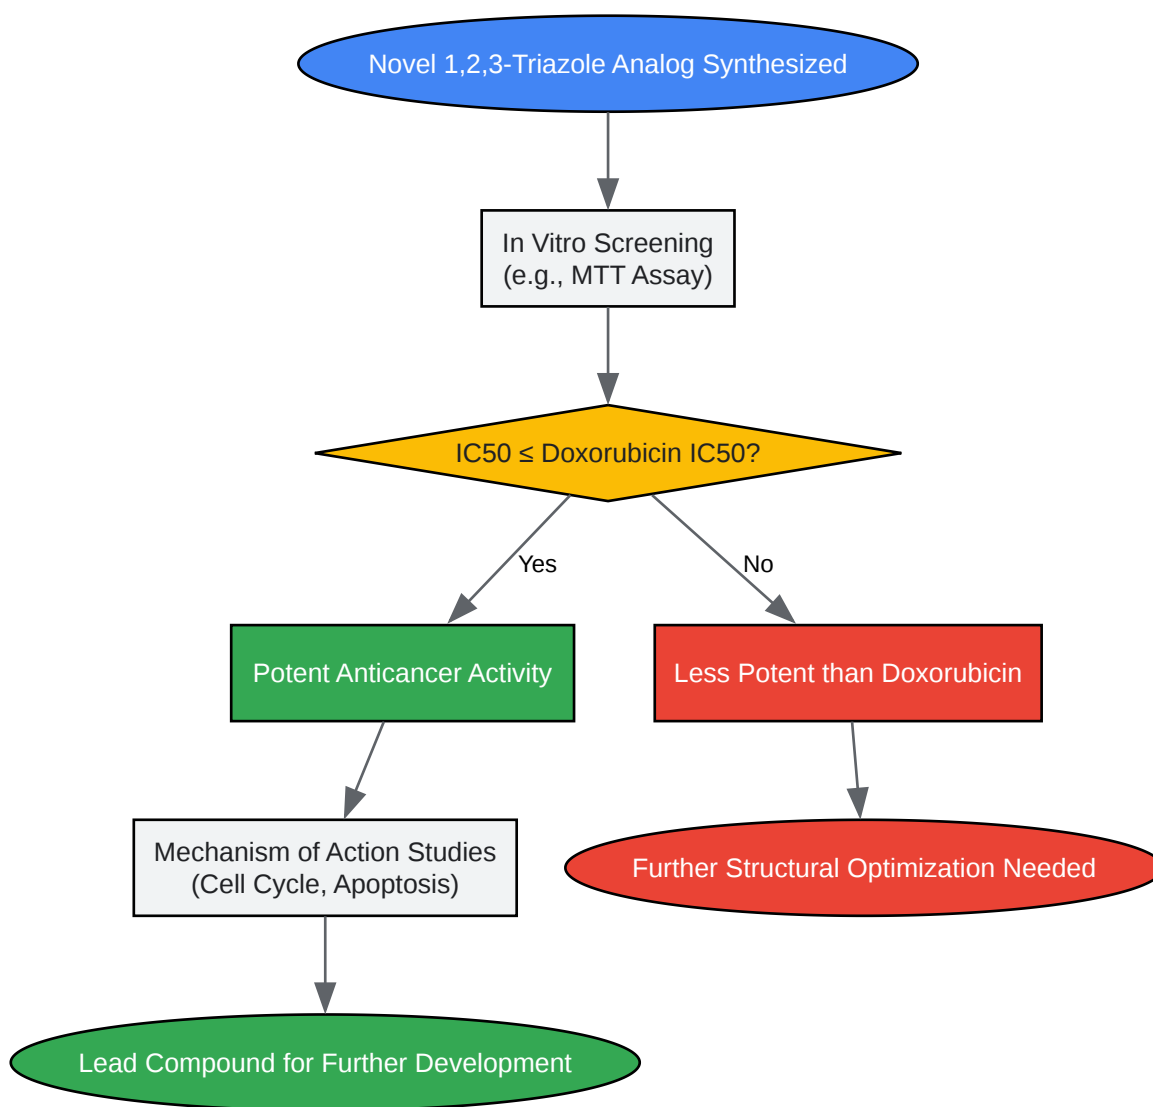 Novel 1,2,3-Triazole Analog Synthesized
In Vitro Screening
(e.g., MTT Assay)
IC50 ≤ Doxorubicin IC50?
Yes
No
Potent Anticancer Activity
Less Potent than Doxorubicin
Mechanism of Action Studies
(Cell Cycle, Apoptosis)
Further Structural Optimization Needed
Lead Compound for Further Development